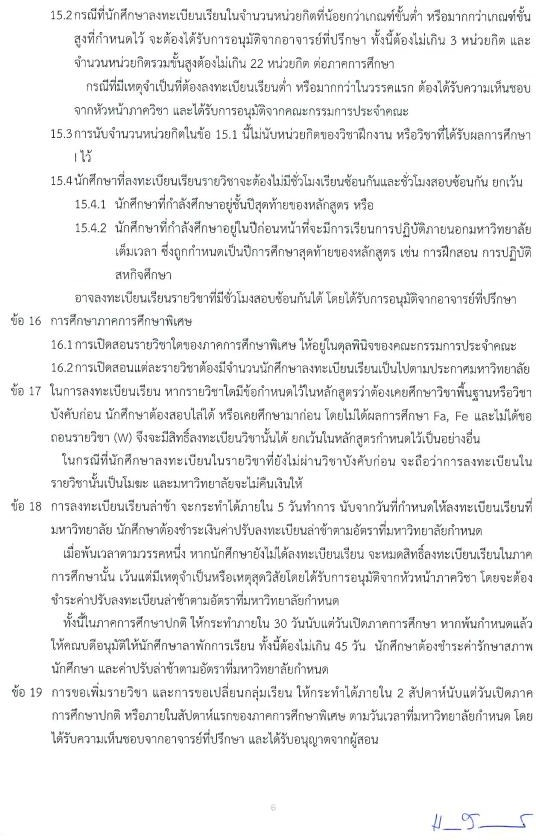 15.2 กรณีที่นักศึกษาลงทะเบียนเรียนในจำนวนหน่วยกิตที่น้อยกว่าเกณฑ์ขั้นต่ำ หรือมากกว่าเกณฑ์ขั้น
สูงที่กำหนดไว้ จะต้องได้รับการอนุมัติจากอาจารย์ที่ปรึกษา ทั้งนี้ต้องไม่เกิน 3 หน่วยกิต และ
จำนวนหน่วยกิตรวมขั้นสูงต้องไม่เกิน 22 หน่วยกิต ต่อภาคการศึกษา
กรณีที่มีเหตุจำเป็นที่ต้องลงทะเบียนเรียนต่ำ หรือมากกว่าในวรรคแรก ต้องได้รับความเห็นชอบ
จากหัวหน้าภาควิชา และได้รับการอนุมัติจากคณะกรรมการประจำคณะ
15.3 การนับจำนวนหน่วยกิตในข้อ 15.1 นี้ไม่นับหน่วยกิตของวิชาฝึกงาน หรือวิชาที่ได้รับผลการศึกษา
I ไว้
15.4 นักศึกษาที่ลงทะเบียนเรียนรายวิชาจะต้องไม่มีชั่วโมงเรียนซ้อนกันและชั่วโมงสอบซ้อนกัน ยกเว้น
15.4.1 นักศึกษาที่กำลังศึกษาอยู่ชั้นปีสุดท้ายของหลักสูตร หรือ
15.4.2 นักศึกษาที่กำลังศึกษาอยู่ในปีก่อนหน้าที่จะมีการเรียนการปฏิบัติภายนอกมหาวิทยาลัย
เต็มเวลา ซึ่งถูกกำหนดเป็นปีการศึกษาสุดท้ายของหลักสูตร เช่น การฝึกสอน การปฏิบัติ
สหกิจศึกษา
อาจลงทะเบียนเรียนรายวิชาที่มีชั่วโมงสอบซ้อนกันได้ โดยได้รับการอนุมัติจากอาจารย์ที่ปรึกษา
ข้อ 16 การศึกษาภาคการศึกษาพิเศษ
16.1 การเปิดสอนรายวิชาใดของภาคการศึกษาพิเศษ ให้อยู่ในดุลพินิจของคณะกรรมการประจำคณะ
16.2 การเปิดสอนแต่ละรายวิชาต้องมีจำนวนนักศึกษาลงทะเบียนเรียนเป็นไปตามประกาศมหาวิทยาลัย
ข้อ 17 ในการลงทะเบียนเรียน หากรายวิชาใดมีข้อกำหนดไว้ในหลักสูตรว่าต้องเคยศึกษาวิชาพื้นฐานหรือวิชา
บังคับก่อน นักศึกษาต้องสอบไล่ได้ หรือเคยศึกษามาก่อน โดยไม่ได้ผลการศึกษา Fa, Fe และไม่ได้ขอ
ถอนรายวิชา (W) จึงจะมีสิทธิ์ลงทะเบียนวิชานั้นได้ ยกเว้นในหลักสูตรกำหนดไว้เป็นอย่างอื่น
ในกรณีที่นักศึกษาลงทะเบียนในรายวิชาที่ยังไม่ผ่านวิชาบังคับก่อน จะถือว่าการลงทะเบียนใน
รายวิชานั้นเป็นโมฆะ และมหาวิทยาลัยจะไม่คืนเงินให้
ข้อ 18 การลงทะเบียนเรียนล่าช้า จะกระทำได้ภายใน 5 วันทำการ นับจากวันที่กำหนดให้ลงทะเบียนเรียนที่
มหาวิทยาลัย นักศึกษาต้องชำระเงินค่าปรับลงทะเบียนล่าช้าตามอัตราที่มหาวิทยาลัยกำหนด
เมื่อพ้นเวลาตามวรรคหนึ่ง หากนักศึกษายังไม่ได้ลงทะเบียนเรียน จะหมดสิทธิ์ลงทะเบียนเรียนในภาค
การศึกษานั้น เว้นแต่มีเหตุจำเป็นหรือเหตุสุดวิสัยโดยได้รับการอนุมัติจากหัวหน้าภาควิชา โดยจะต้อง
ชำระค่าปรับลงทะเบียนล่าช้าตามอัตราที่มหาวิทยาลัยกำหนด
ทั้งนี้ในภาคการศึกษาปกติ ให้กระทำภายใน 30 วันนับแต่วันเปิดภาคการศึกษา หากพ้นกำหนดแล้ว
ให้คณบดีอนุมัติให้นักศึกษาลาพักการเรียน ทั้งนี้ต้องไม่เกิน 45 วัน นักศึกษาต้องชำระค่ารักษาสภาพ
นักศึกษา และค่าปรับล่าช้าตามอัตราที่มหาวิทยาลัยกำหนด
ข้อ 19 การขอเพิ่มรายวิชา และการขอเปลี่ยนกลุ่มเรียน ให้กระทำได้ภายใน 2 สัปดาห์นับแต่วันเปิดภาค
การศึกษาปกติ หรือภายในสัปดาห์แรกของภาคการศึกษาพิเศษ ตามวันเวลาที่มหาวิทยาลัยกำหนด โดย
ได้รับความเห็นชอบจากอาจารย์ที่ปรึกษา และได้รับอนุญาตจากผู้สอน
6